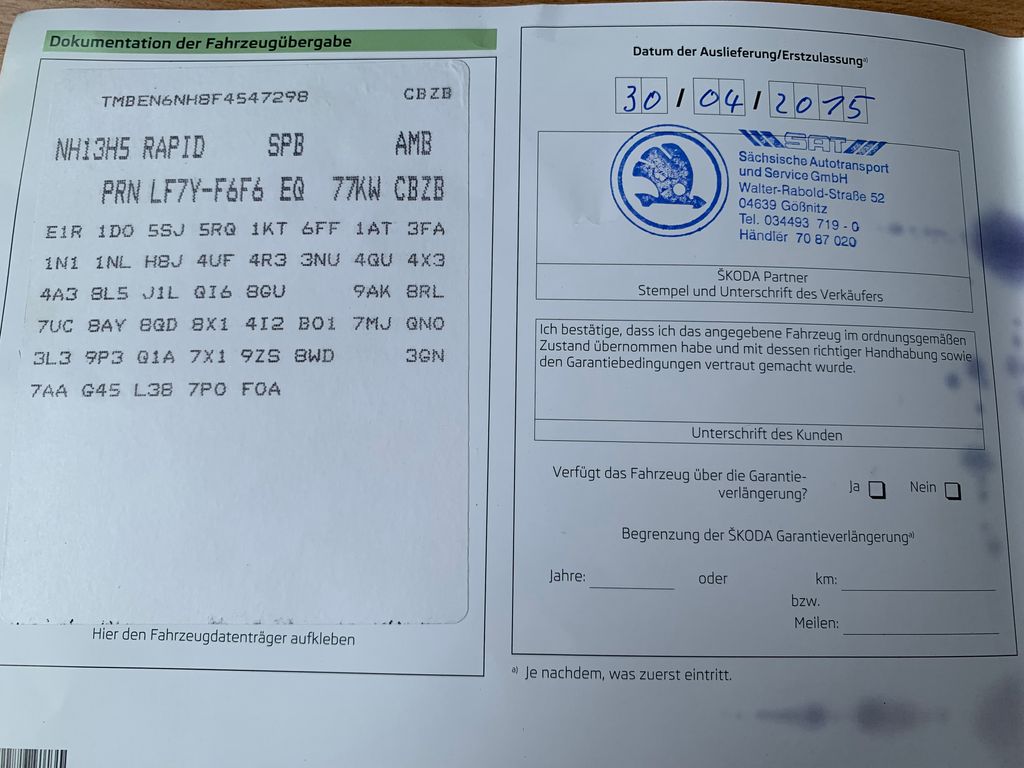 Dokumentation der Fahrzeugübergabe
TMBEN6NH8F4547298 CBZB
NH13H5 RAPID SPB AMB
PRN LF7Y-F6F6 EQ 77KW CBZB
E1R 1D0 5SJ 5RQ 1KT 6FF 1AT 3FA
1N1 1NL H8J 4UF 4R3 3NU 4GU 4X3
4A3 8L5 J1L QI6 8GU 9AK 8RL
7UC 8AY 8QD 8X1 4I2 B01 7MJ QN0
3L3 9P3 Q1A 7X1 9ZS 8WD 3GN
7AA G45 L38 7P0 F0A
Hier den Fahrzeugdatenträger aufkleben
Datum der Auslieferung/Erstzulassung a)
30 / 04 / 2015
SAT
Sächsische Autotransport
und Service GmbH
Walter-Rabold-Straße 52
04639 Gößnitz
Tel. 034493 719 - 0
Händler 70 87 020
ŠKODA Partner
Stempel und Unterschrift des Verkäufers
Ich bestätige, dass ich das angegebene Fahrzeug im ordnungsgemäßen
Zustand übernommen habe und mit dessen richtiger Handhabung sowie
den Garantiebedingungen vertraut gemacht wurde.
Unterschrift des Kunden
Verfügt das Fahrzeug über die Garantie-
verlängerung? Ja Nein
Begrenzung der ŠKODA Garantieverlängerung a)
Jahre: oder km:
bzw.
Meilen:
a) Je nachdem, was zuerst eintritt.